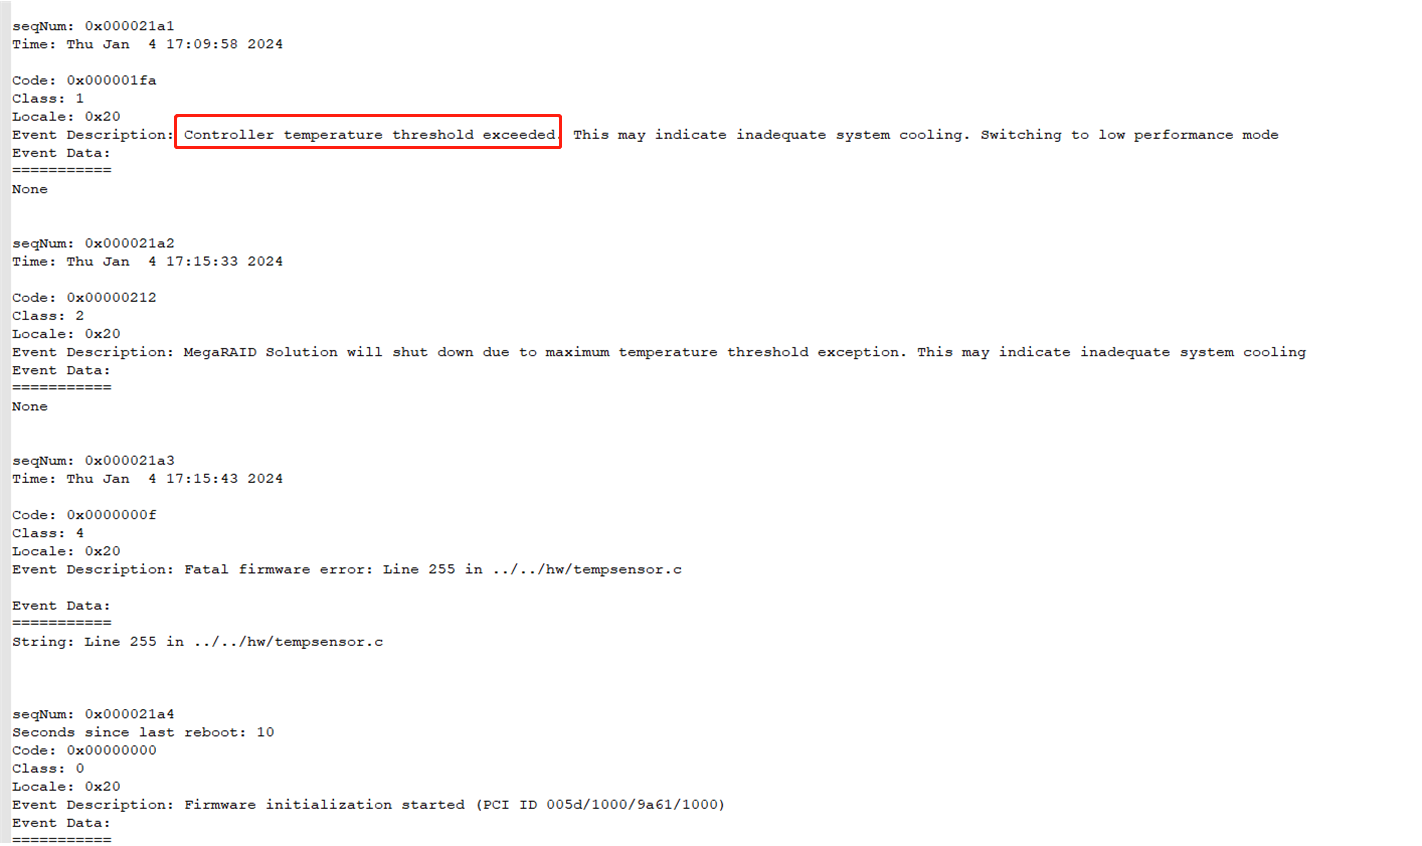 seqNum: 0x000021a1
Time: Thu Jan  4 17:09:58 2024
Code: 0x000001fa
Class: 1
Locale: 0x20
Event Description: Controller temperature threshold exceeded. This may indicate inadequate system cooling. Switching to low performance mode
Event Data:
===========
None
seqNum: 0x000021a2
Time: Thu Jan  4 17:15:33 2024
Code: 0x00000212
Class: 2
Locale: 0x20
Event Description: MegaRAID Solution will shut down due to maximum temperature threshold exception. This may indicate inadequate system cooling
Event Data:
===========
None
seqNum: 0x000021a3
Time: Thu Jan  4 17:15:43 2024
Code: 0x0000000f
Class: 4
Locale: 0x20
Event Description: Fatal firmware error: Line 255 in ../../hw/tempsensor.c
Event Data:
===========
String: Line 255 in ../../hw/tempsensor.c
seqNum: 0x000021a4
Seconds since last reboot: 10
Code: 0x00000000
Class: 0
Locale: 0x20
Event Description: Firmware initialization started (PCI ID 005d/1000/9a61/1000)
Event Data:
===========